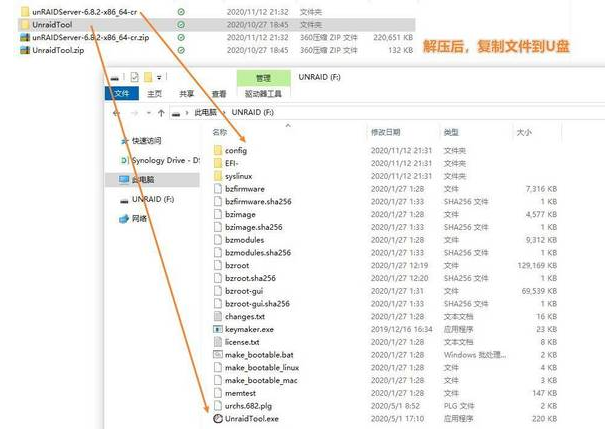 unRAIDServer-6.8.2-x86_64-cr 2020/11/12 21:32 文件夹
UnraidTool 2020/10/27 18:45 文件夹
unRAIDServer-6.8.2-x86_64-cr.zip 2020/11/12 21:32 360压缩 ZIP 文件 220,651 KB
UnraidTool.zip 2020/10/27 18:45 360压缩 ZIP 文件 132 KB
解压后，复制文件到U盘
管理 UNRAID (F:)
文件 主页 共享 查看 驱动器工具
此电脑 UNRAID (F:)
名称 修改日期 类型 大小
快速访问
Synology Drive - DS
此电脑
UNRAID (F:)
网络
config 2020/11/12 21:31 文件夹
EFI- 2020/11/12 21:31 文件夹
syslinux 2020/11/12 21:31 文件夹
bzfirmware 2020/1/27 1:28 文件 7,316 KB
bzfirmware.sha256 2020/1/27 1:33 SHA256 文件 1 KB
bzimage 2020/1/27 1:28 文件 4,577 KB
bzimage.sha256 2020/1/27 1:33 SHA256 文件 1 KB
bzmodules 2020/1/27 1:28 文件 9,312 KB
bzmodules.sha256 2020/1/27 1:33 SHA256 文件 1 KB
bzroot 2020/1/27 12:19 文件 129,169 KB
bzroot.sha256 2020/1/27 12:20 SHA256 文件 1 KB
bzroot-gui 2020/1/27 1:31 文件 69,539 KB
bzroot-gui.sha256 2020/1/27 1:33 SHA256 文件 1 KB
changes.txt 2020/1/27 1:28 文本文档 16 KB
keymaker.exe 2019/12/16 16:34 应用程序 23 KB
license.txt 2020/1/27 1:28 文本文档 8 KB
make_bootable.bat 2020/1/27 1:28 Windows 批处理... 2 KB
make_bootable_linux 2020/1/27 1:28 文件 4 KB
make_bootable_mac 2020/1/27 1:28 文件 3 KB
memtest 2020/1/27 1:28 文件 147 KB
urchs.682.plg 2020/5/1 8:52 PLG 文件 2 KB
UnraidTool.exe 2020/5/1 17:10 应用程序 220 KB